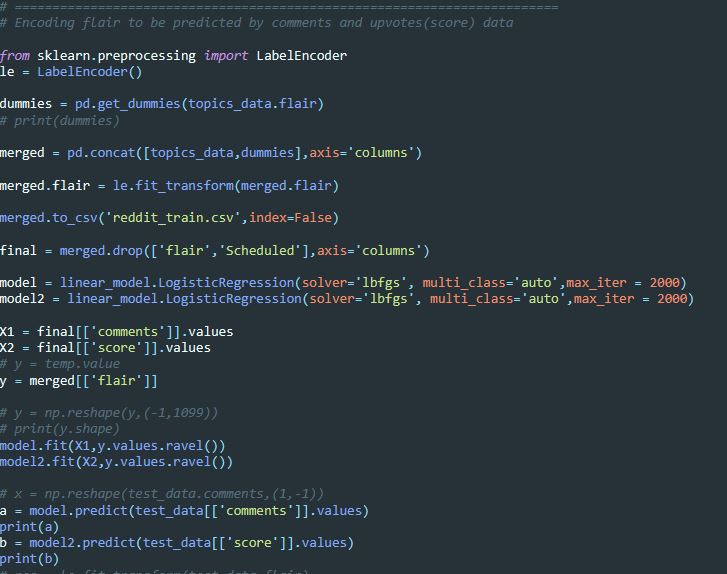 # ========================================================================
# Encoding flair to be predicted by comments and upvotes(score) data
from sklearn.preprocessing import LabelEncoder
le = LabelEncoder()
dummies = pd.get_dummies(topics_data.flair)
# print(dummies)
merged = pd.concat([topics_data,dummies],axis='columns')
merged.flair = le.fit_transform(merged.flair)
merged.to_csv('reddit_train.csv',index=False)
final = merged.drop(['flair','Scheduled'],axis='columns')
model = linear_model.LogisticRegression(solver='lbfgs', multi_class='auto',max_iter = 2000)
model2 = linear_model.LogisticRegression(solver='lbfgs', multi_class='auto',max_iter = 2000)
X1 = final[['comments']].values
X2 = final[['score']].values
# y = temp.value
y = merged[['flair']]
# y = np.reshape(y,(-1,1099))
# print(y.shape)
model.fit(X1,y.values.ravel())
model2.fit(X2,y.values.ravel())
# x = np.reshape(test_data.comments,(1,-1))
a = model.predict(test_data[['comments']].values)
print(a)
b = model2.predict(test_data[['score']].values)
print(b)